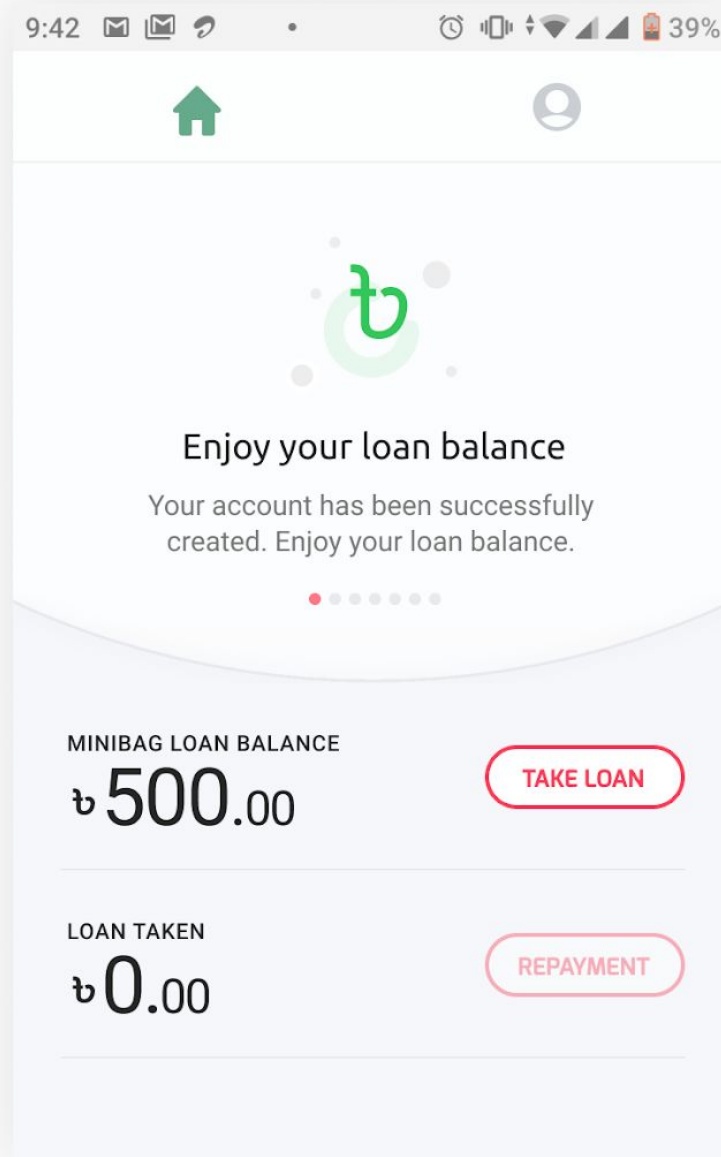 9:42
39%
৳
Enjoy your loan balance
Your account has been successfully
created. Enjoy your loan balance.
MINIBAG LOAN BALANCE
৳500.00
TAKE LOAN
LOAN TAKEN
৳0.00
REPAYMENT